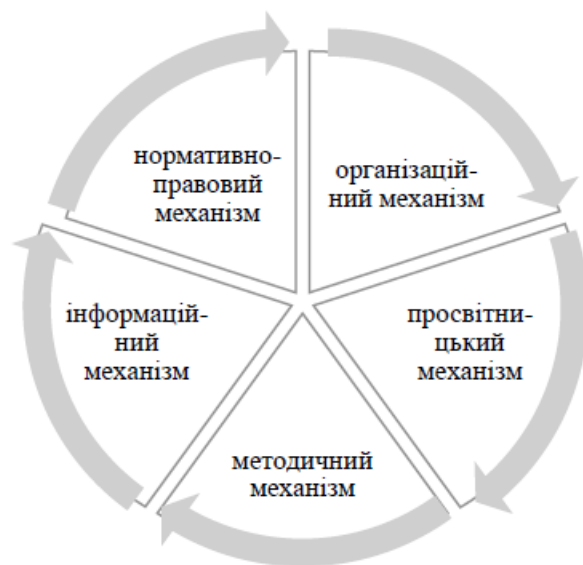 нормативно-
правовий
механізм
організацій-
ний механізм
просвітни-
цький
механізм
методичний
механізм
інформацій-
ний
механізм